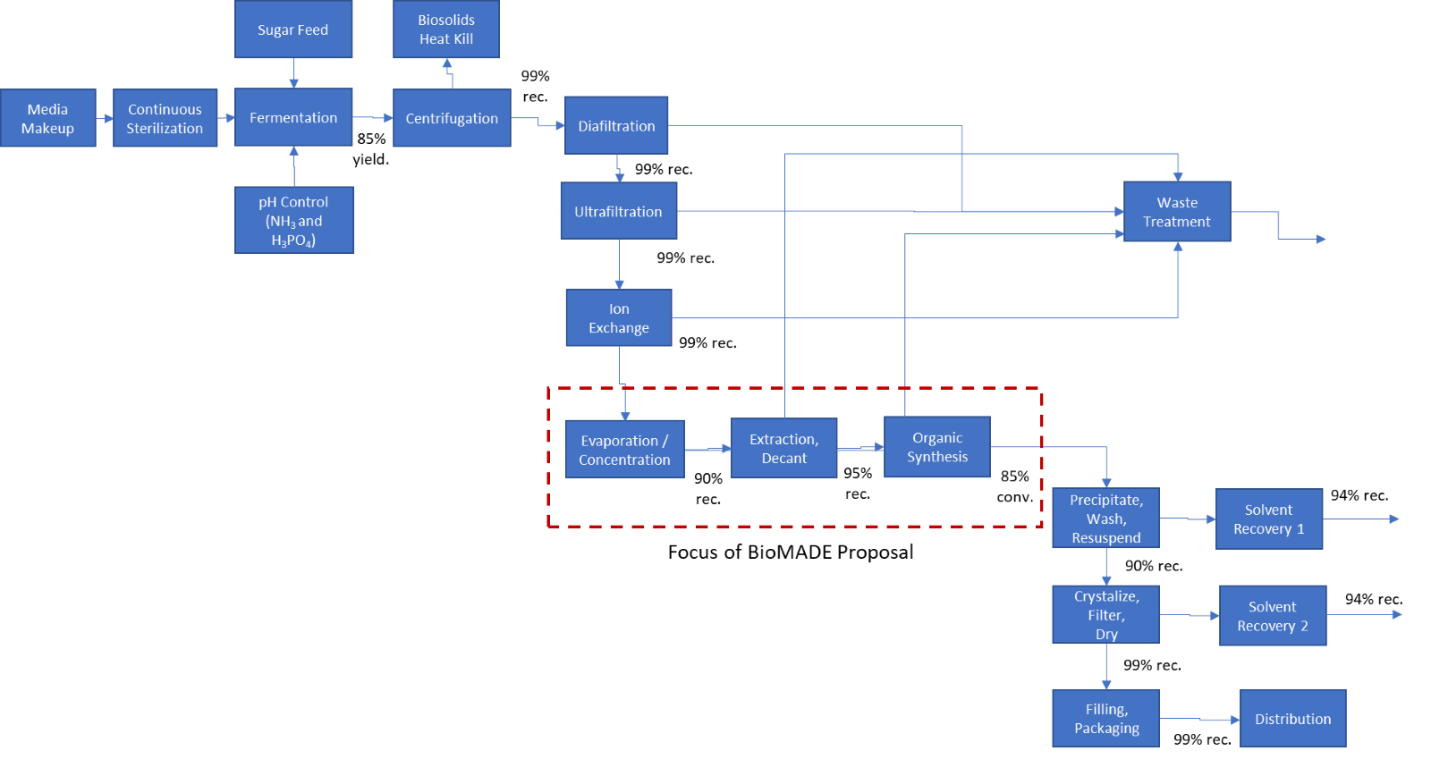 Sugar Feed
Biosolids
Heat Kill
Media
Makeup
Continuous
Sterilization
Fermentation
85%
yield.
Centrifugation
99%
rec.
pH Control
(NH₃ and
H₃PO₄)
Diafiltration
99% rec.
Ultrafiltration
99% rec.
Ion
Exchange
99% rec.
Waste
Treatment
Evaporation /
Concentration
90%
rec.
Extraction,
Decant
95%
rec.
Organic
Synthesis
85%
conv.
Focus of BioMADE Proposal
Precipitate,
Wash,
Resuspend
Solvent
Recovery 1
94% rec.
90% rec.
Crystalize,
Filter,
Dry
Solvent
Recovery 2
94% rec.
99% rec.
Filling,
Packaging
99% rec.
Distribution